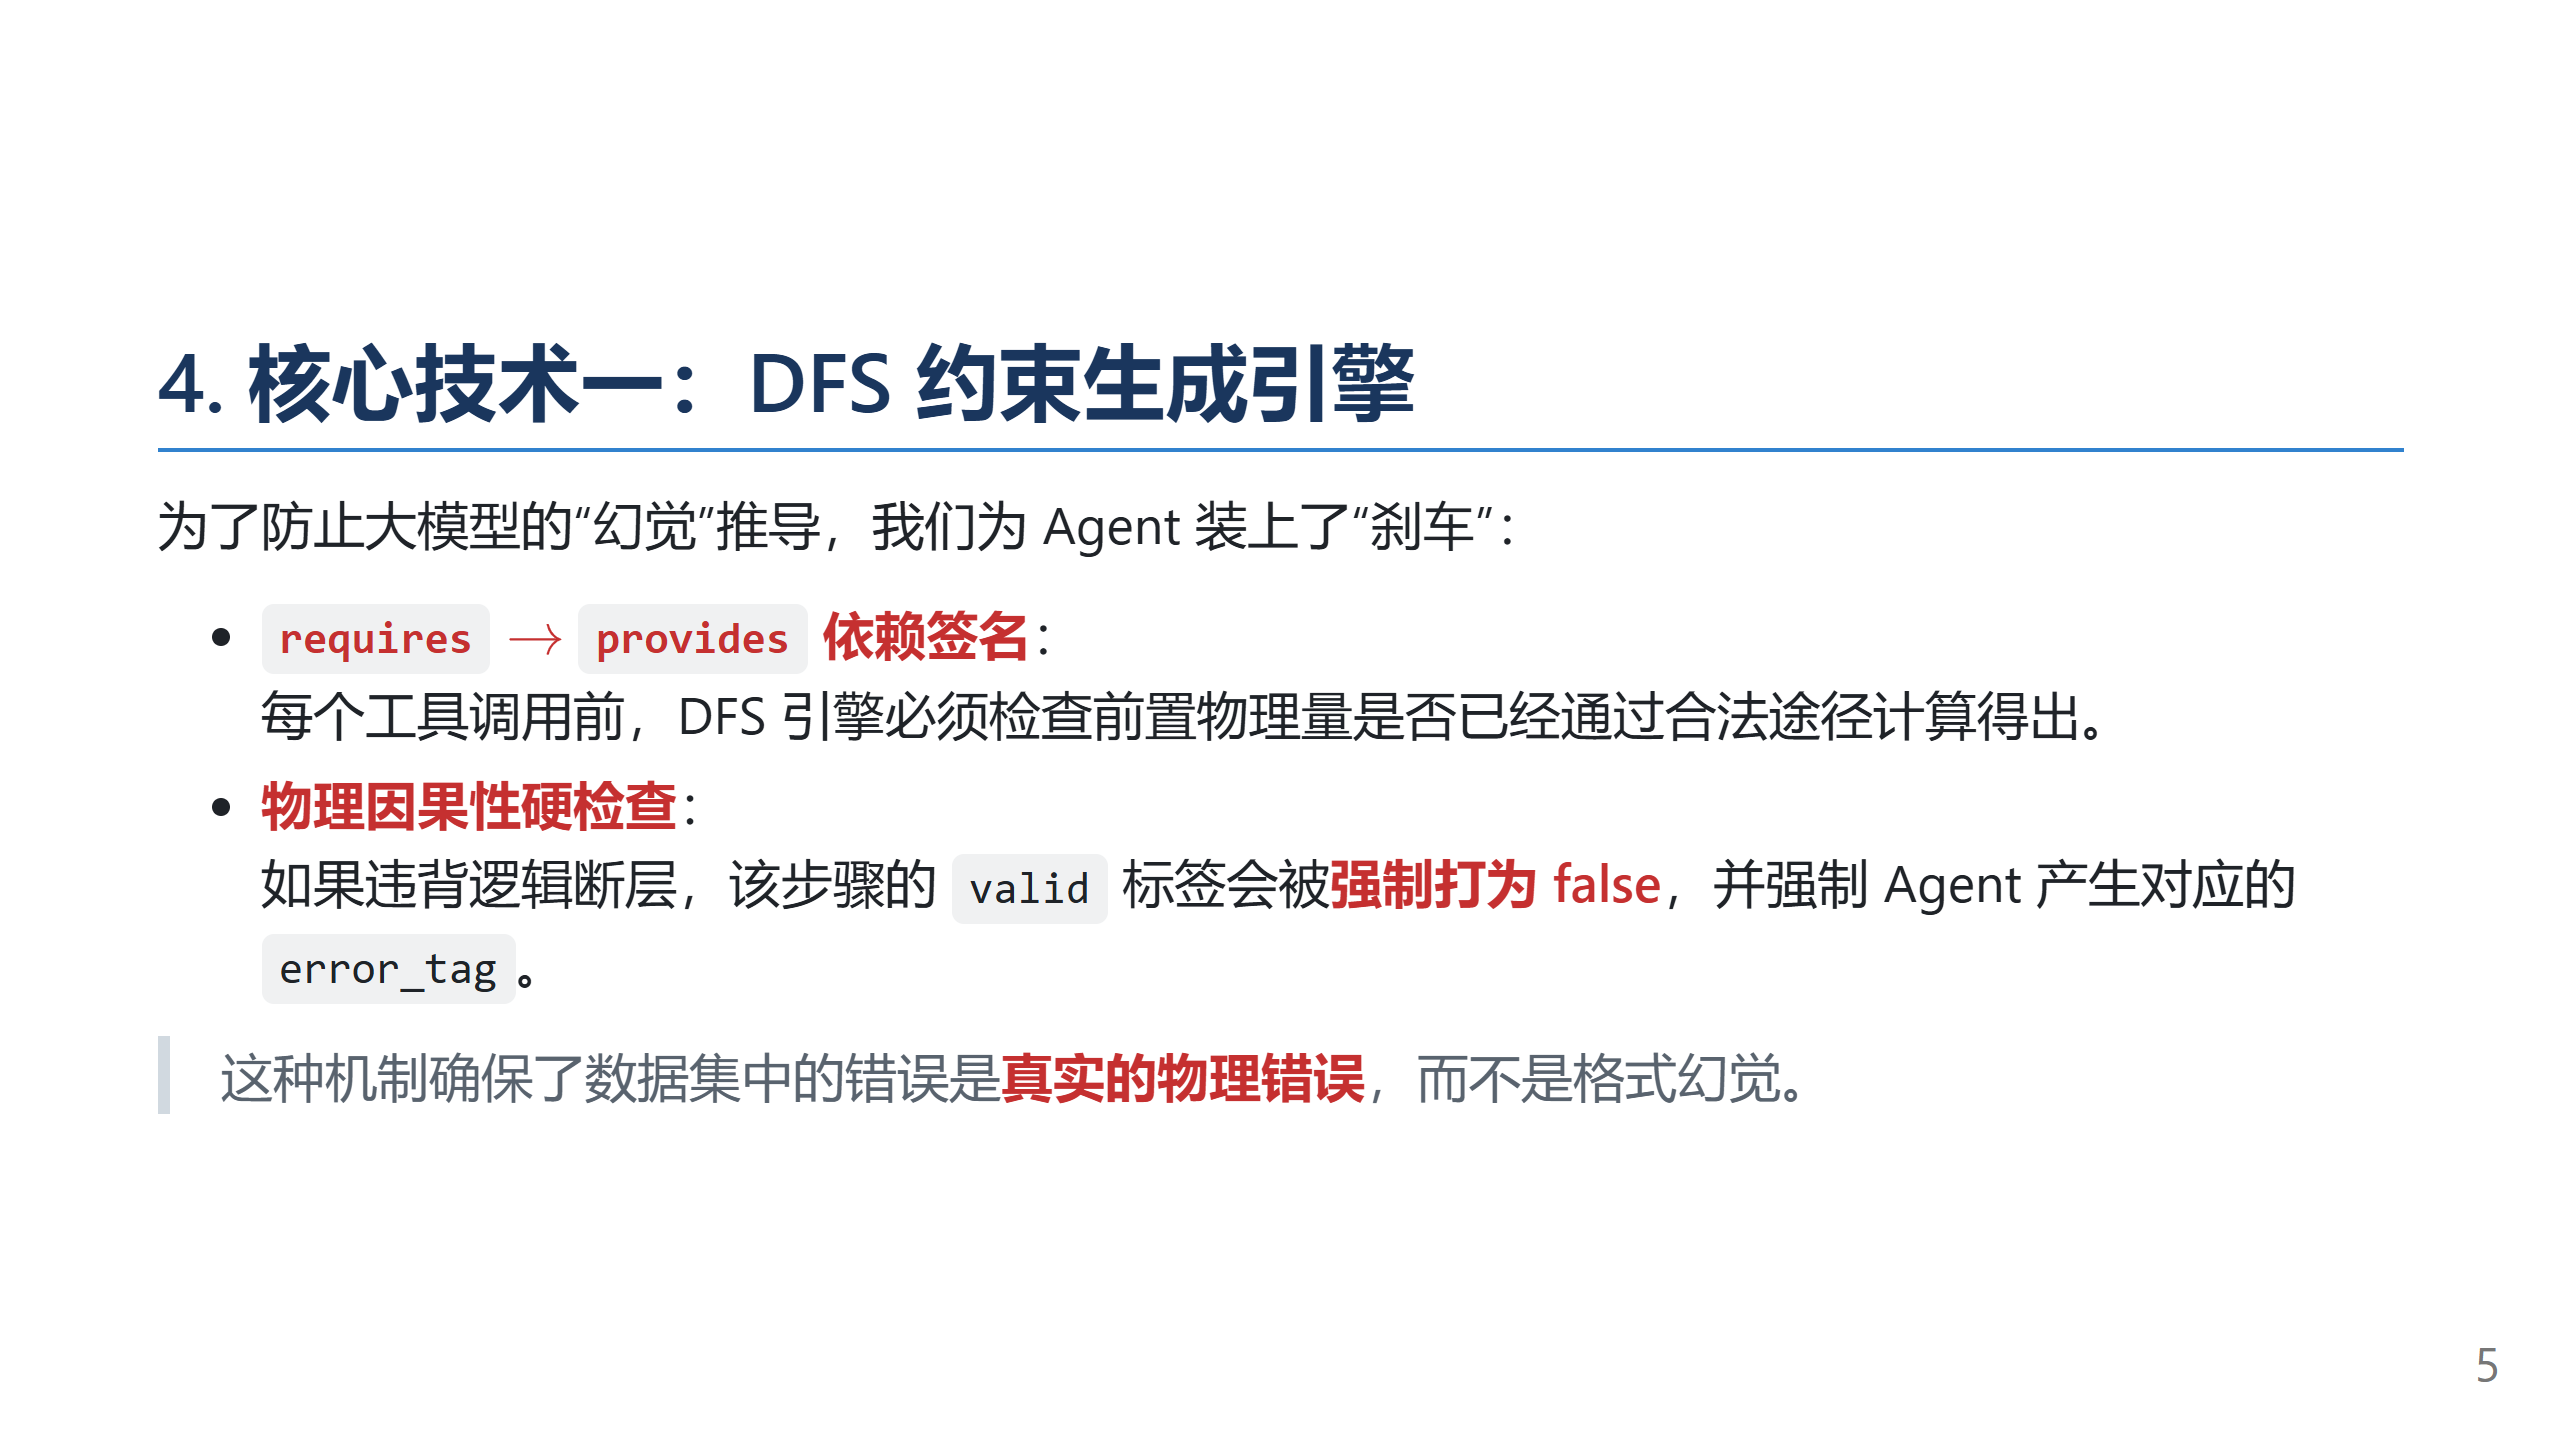 4. 核心技术一：DFS 约束生成引擎
为了防止大模型的“幻觉”推导，我们为 Agent 装上了“刹车”：
• requires → provides 依赖签名：
每个工具调用前，DFS 引擎必须检查前置物理量是否已经通过合法途径计算得出。
• 物理因果性硬检查：
如果违背逻辑断层，该步骤的 valid 标签会被强制打为 false，并强制 Agent 产生对应的
error_tag。
这种机制确保了数据集中的错误是真实的物理错误，而不是格式幻觉。
5